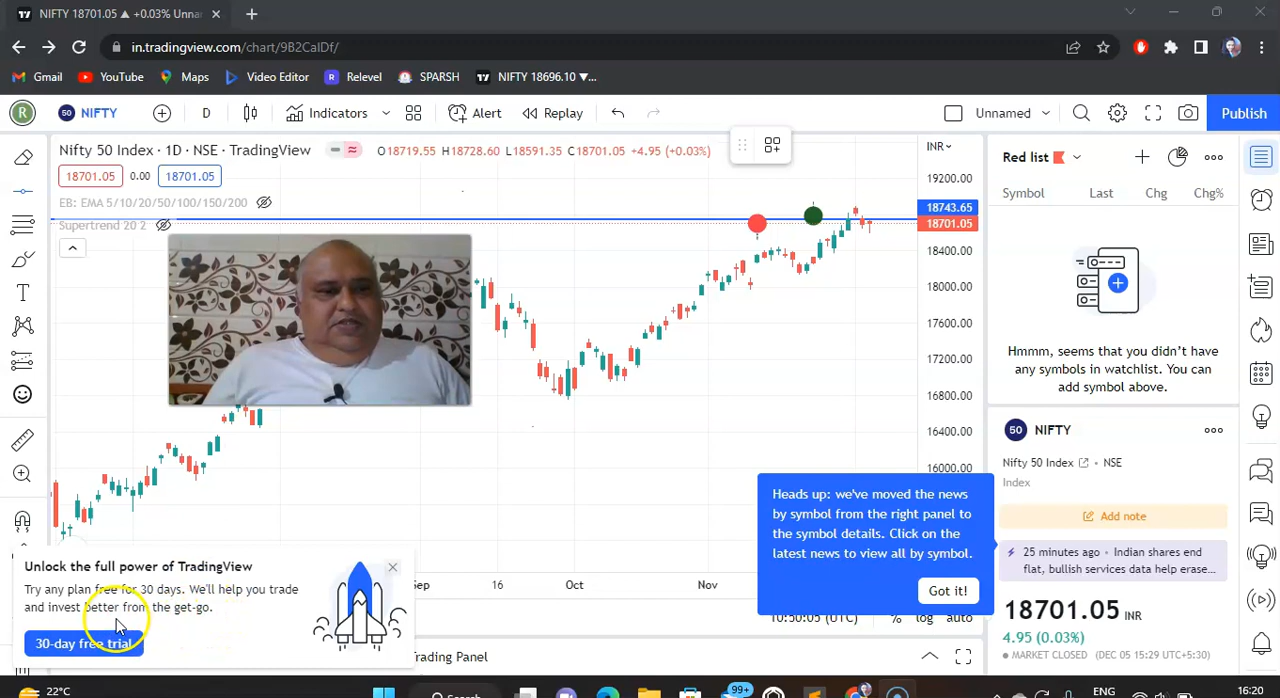 NIFTY 18701.05 ▲ +0.03% Unna
in.tradingview.com/chart/9B2CalDf/
Gmail YouTube Maps Video Editor Relevel SPARSH NIFTY 18696.10 ▼...
R 50 NIFTY D Indicators Alert Replay Unnamed Publish
Nifty 50 Index · 1D · NSE · TradingView O18719.55 H18728.60 L18591.35 C18701.05 +4.95 (+0.03%)
INR
18701.05 0.00 18701.05
EB: EMA 5/10/20/50/100/150/200
Supertrend 20 2
19200.00
18743.65
18701.05
18400.00
18000.00
17600.00
17200.00
16800.00
16400.00
16000.00
Red list
Symbol Last Chg Chg%
Hmmm, seems that you didn't have
any symbols in watchlist. You can
add symbol above.
50 NIFTY
Nifty 50 Index · NSE
Index
Add note
25 minutes ago · Indian shares end
flat, bullish services data help erase...
18701.05 INR
4.95 (0.03%)
MARKET CLOSED (DEC 05 15:29 UTC+5:30)
Heads up: we've moved the news
by symbol from the right panel to
the symbol details. Click on the
latest news to view all by symbol.
Got it!
Unlock the full power of TradingView
Try any plan free for 30 days. We'll help you trade
and invest better from the get-go.
30-day free trial
16 Oct Nov
10:50:05 % log auto
Trading Panel
22°C Search 99+ ENG 16:20